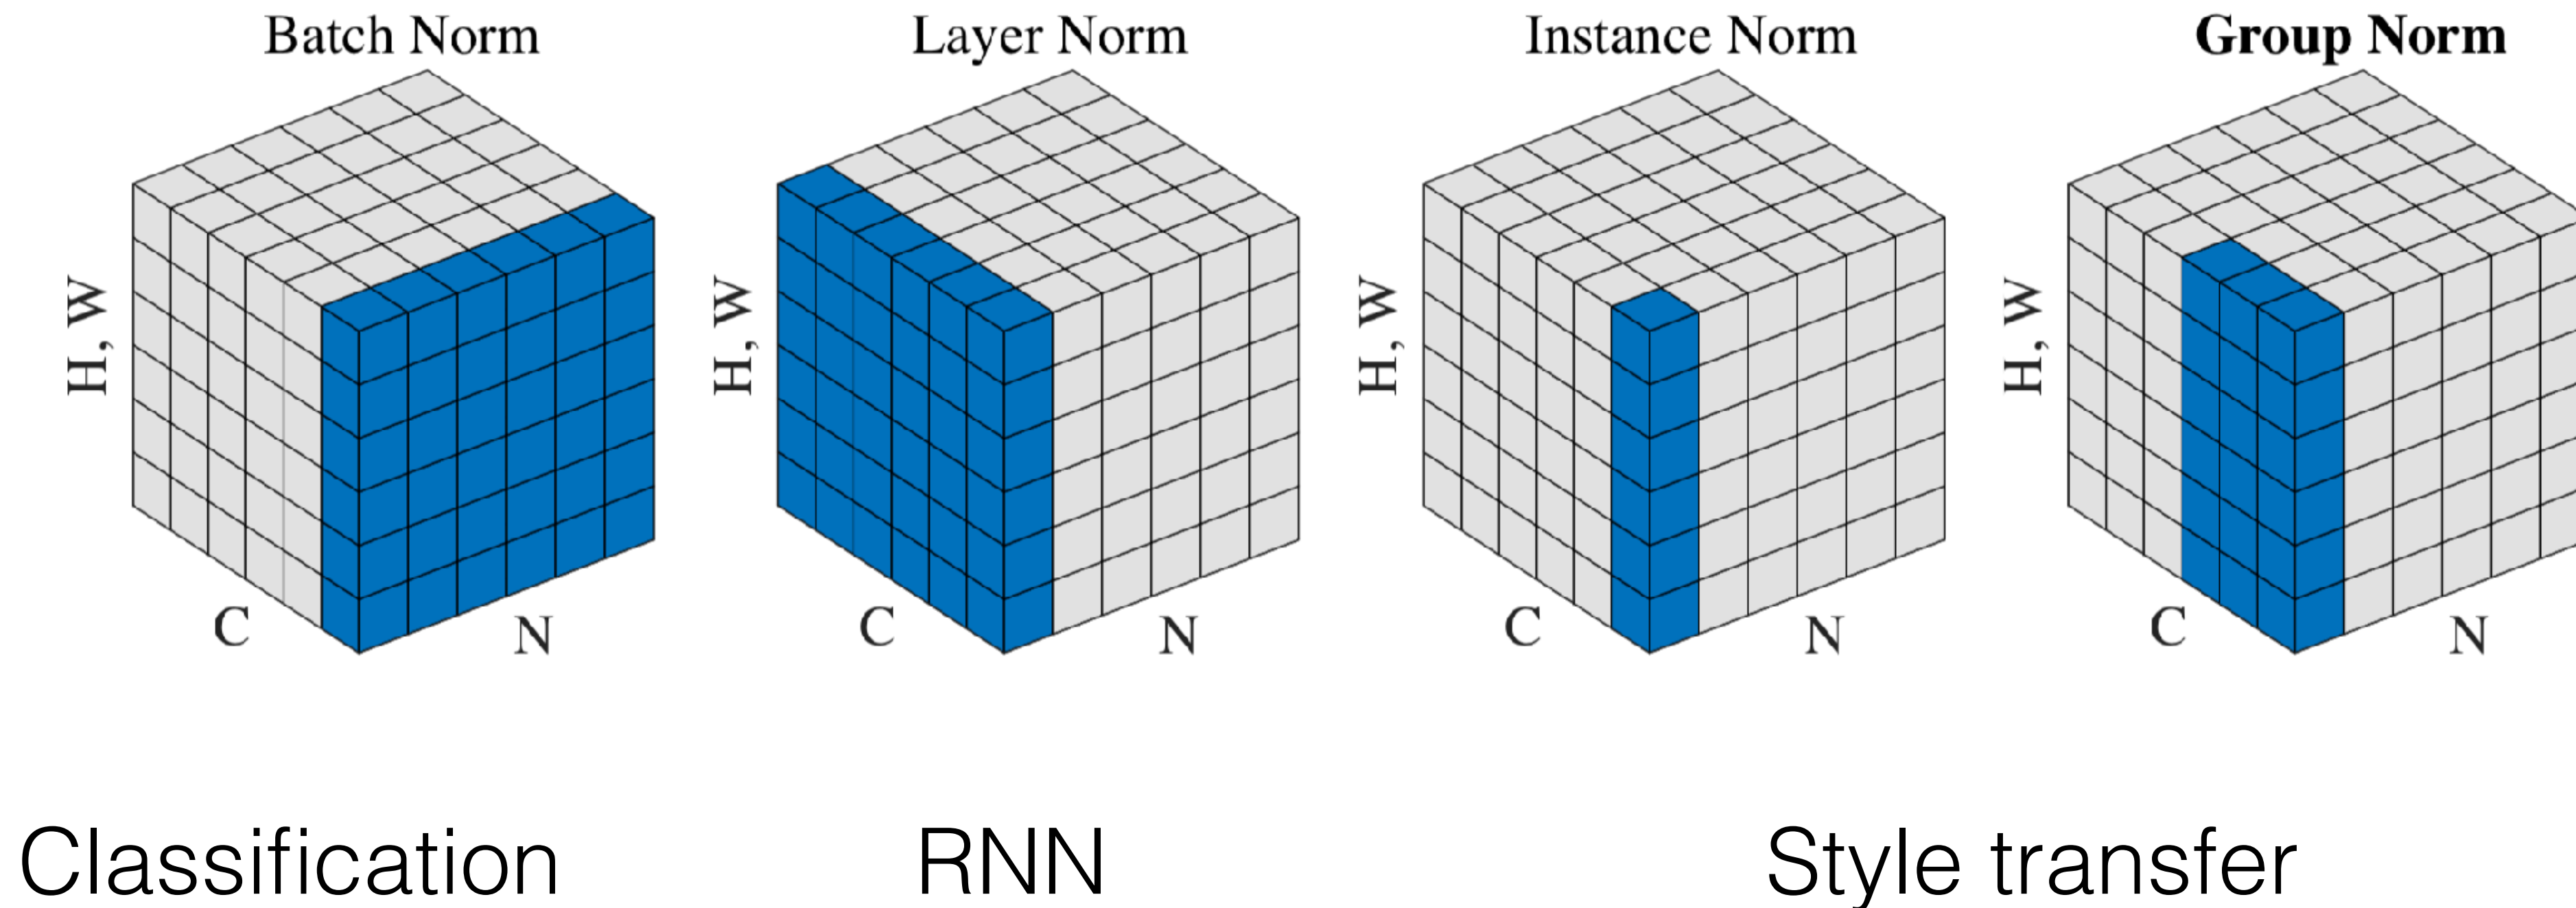 Batch Norm
Layer Norm
Instance Norm
Group Norm
H, W
C
N
H, W
C
N
H, W
C
N
H, W
C
N
Classification
RNN
Style transfer